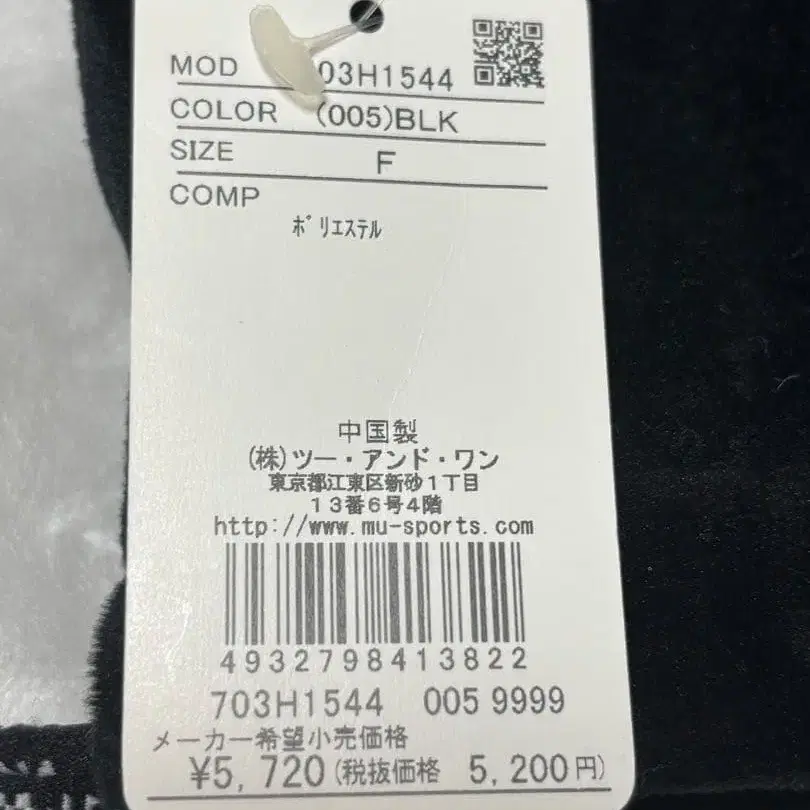 MOD 03H1544
COLOR (005)BLK
SIZE F
COMP
ﾎﾟﾘｴｽﾃﾙ
中国製
(株)ツー・アンド・ワン
東京都江東区新砂１丁目
１３番６号４階
http://www.mu-sports.com
4932798413822
703H1544 005 9999
メーカー希望小売価格
¥5,720(税抜価格 5,200円)